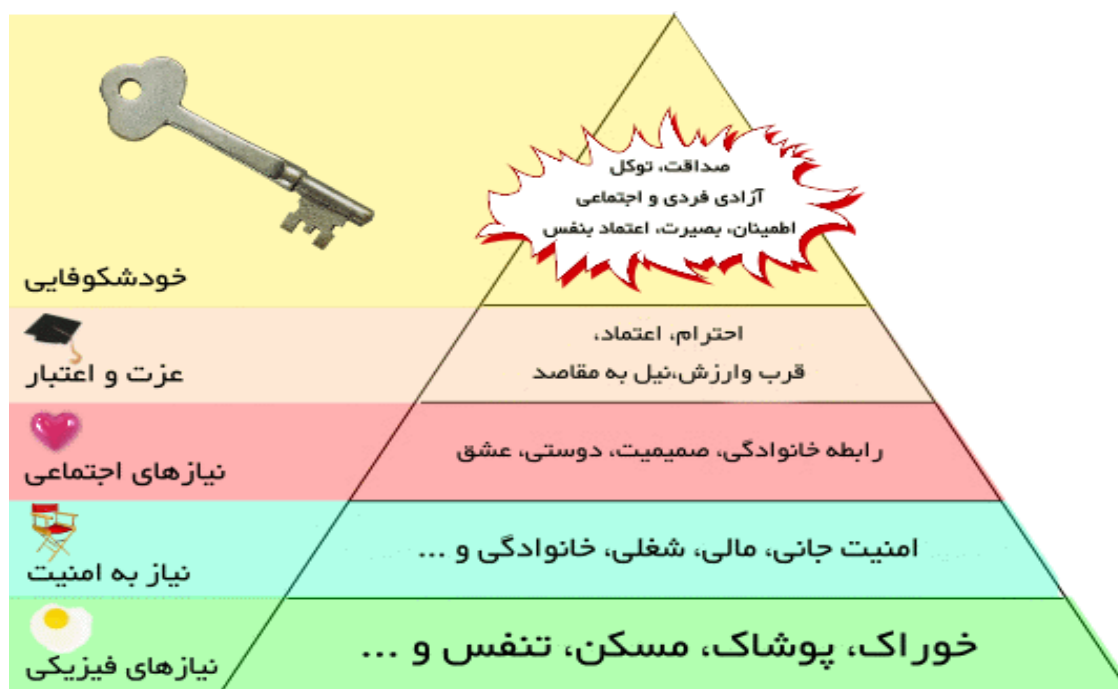 صداقت، توکل
آزادی فردی و اجتماعی
اطمینان، بصیرت، اعتماد بنفس
خودشکوفایی
احترام، اعتماد،
قرب وارزش،نیل به مقاصد
عزت و اعتبار
رابطه خانوادگی، صمیمیت، دوستی، عشق
نیازهای اجتماعی
امنیت جانی، مالی، شغلی، خانوادگی و ...
نیاز به امنیت
خوراک، پوشاک، مسکن، تنفس و ...
نیازهای فیزیکی